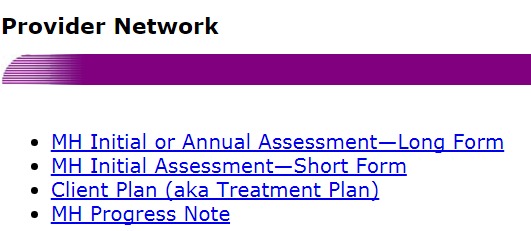 Provider Network
MH Initial or Annual Assessment—Long Form
MH Initial Assessment—Short Form
Client Plan (aka Treatment Plan)
MH Progress Note